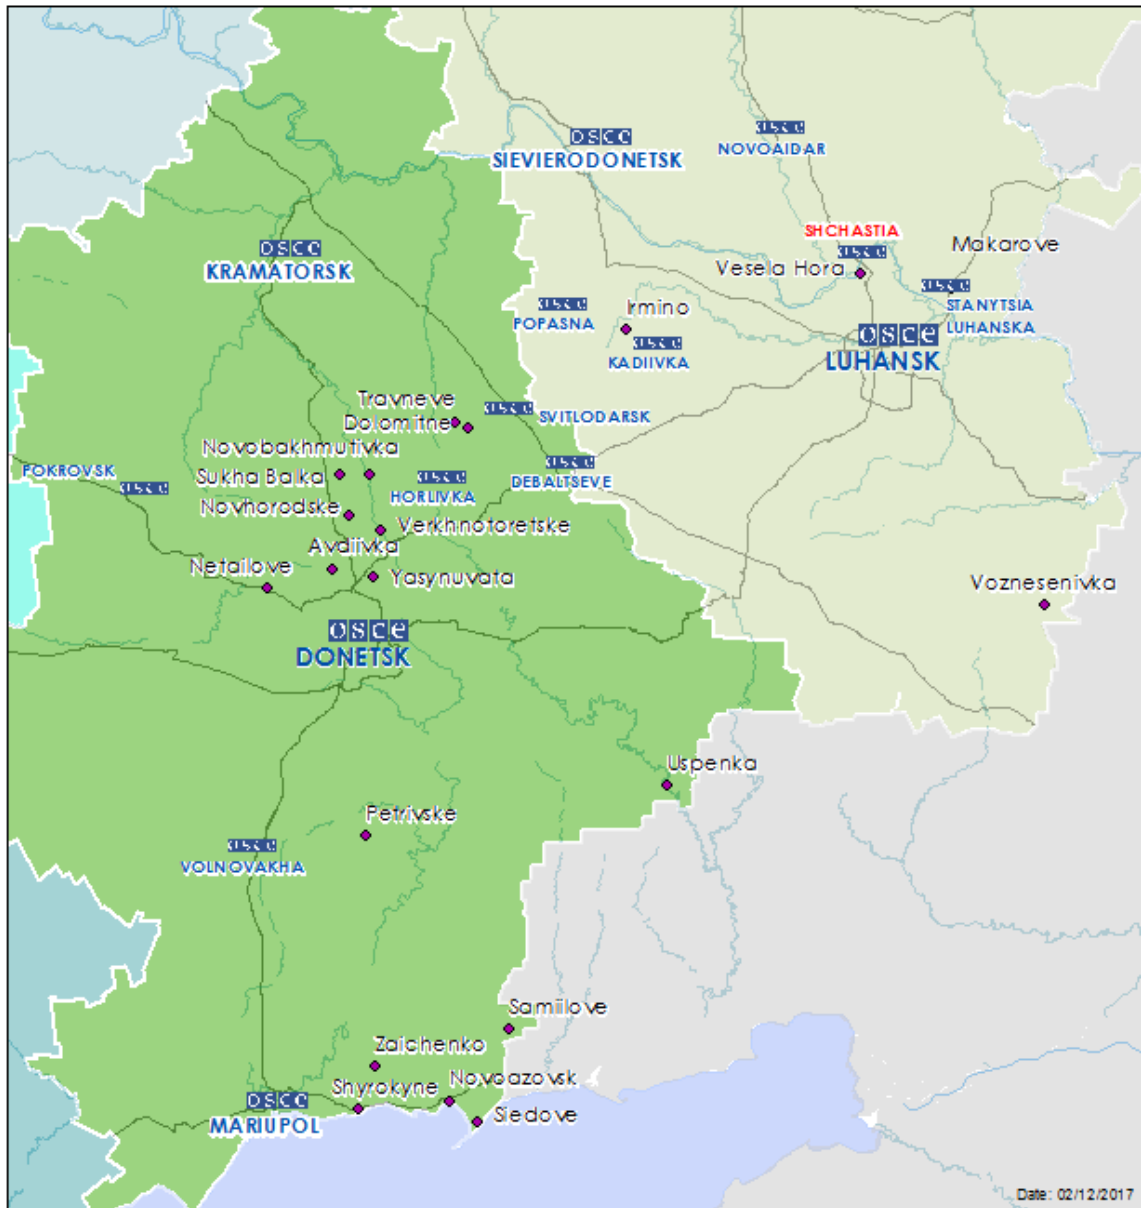 osce
SIEVIERODONETSK
osce
NOVOAIDAR
SHCHASTIA
osce
Makarove
osce
KRAMATORSK
Vesela Hora
osce
STANYTSIA
LUHANSKA
osce
POPASNA
Irmino
osce
KADIIVKA
osce
LUHANSK
Travneve
Dolomitne
osce
SVITLODARSK
Novobakhmutivka
Sukha Balka
osce
HORLIVKA
osce
DEBALTSEVE
POKROVSK
osce
Novhorodske
Verkhnotoretske
Avdiivka
Netailove
Yasynuvata
Voznesenivka
osce
DONETSK
Uspenka
Petrivske
osce
VOLNOVAKHA
Samiilove
Zaichenko
Novoazovsk
Shyrokyne
osce
MARIUPOL
Siedove
Date: 02/12/2017